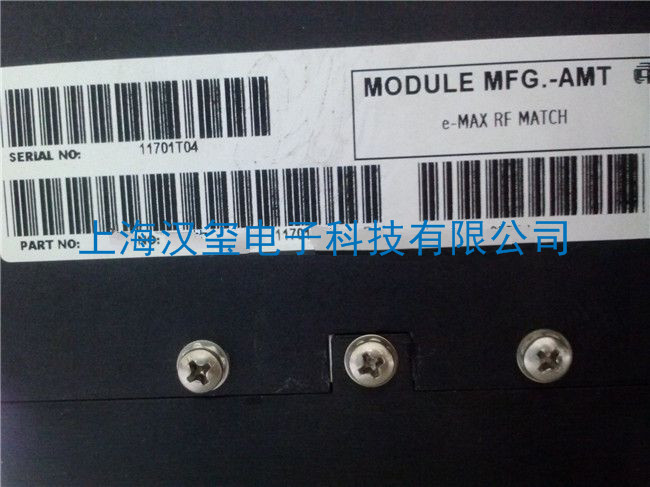 MODULE MFG.-AMT
e-MAX RF MATCH
SERIAL NO: 11701T04
PART NO:
上海汉玺电子科技有限公司